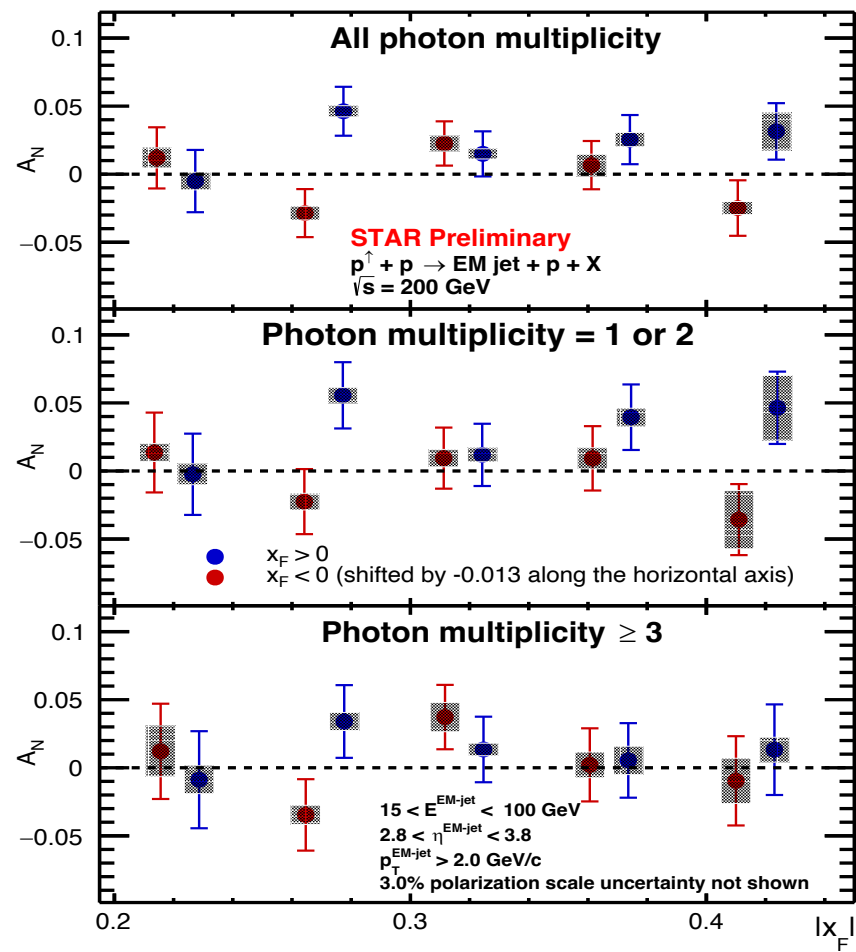 All photon multiplicity
0.1
0.05
0
−0.05
A_N
STAR Preliminary
p^↑ + p → EM jet + p + X
√s = 200 GeV
Photon multiplicity = 1 or 2
0.1
0.05
0
−0.05
A_N
x_F > 0
x_F < 0 (shifted by -0.013 along the horizontal axis)
Photon multiplicity ≥ 3
0.1
0.05
0
−0.05
A_N
15 < E^EM-jet < 100 GeV
2.8 < η^EM-jet < 3.8
p_T^EM-jet > 2.0 GeV/c
3.0% polarization scale uncertainty not shown
0.2 0.3 0.4 |x_F|